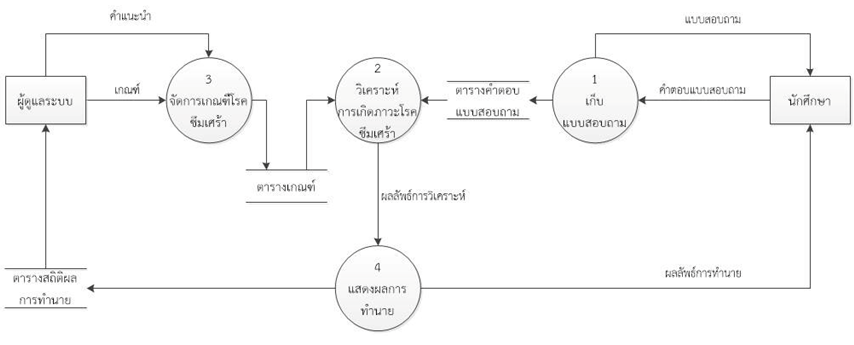 คำแนะนำ
แบบสอบถาม
ผู้ดูแลระบบ
เกณฑ์
3
จัดการเกณฑ์โรค
ซึมเศร้า
2
วิเคราะห์
การเกิดภาวะโรค
ซึมเศร้า
ตารางคำตอบ
แบบสอบถาม
1
เก็บ
แบบสอบถาม
คำตอบแบบสอบถาม
นักศึกษา
ตารางเกณฑ์
ผลลัพธ์การวิเคราะห์
ตารางสถิติผล
การทำนาย
4
แสดงผลการ
ทำนาย
ผลลัพธ์การทำนาย